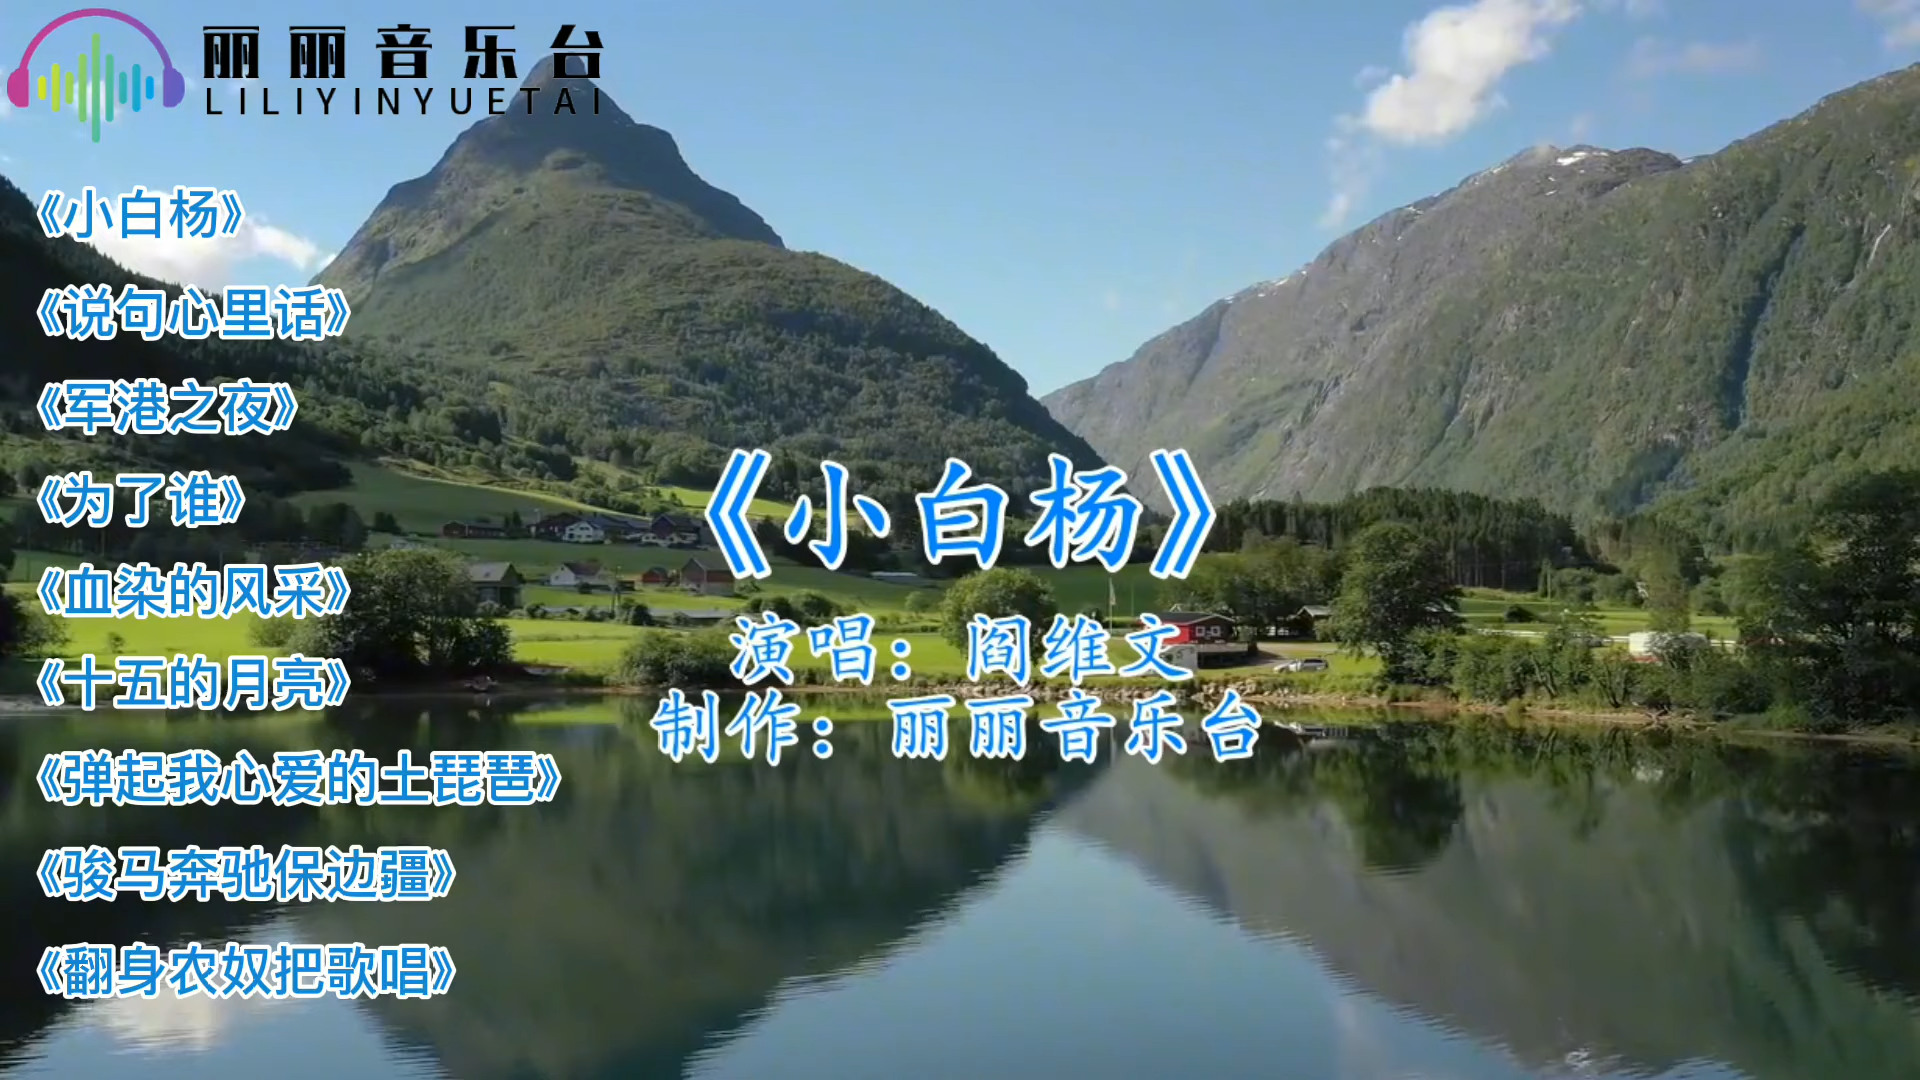 丽丽音乐台
LILIYINYUETAI
《小白杨》
《说句心里话》
《军港之夜》
《为了谁》
《血染的风采》
《十五的月亮》
《弹起我心爱的土琵琶》
《骏马奔驰保边疆》
《翻身农奴把歌唱》
《小白杨》
演唱：阎维文
制作：丽丽音乐台